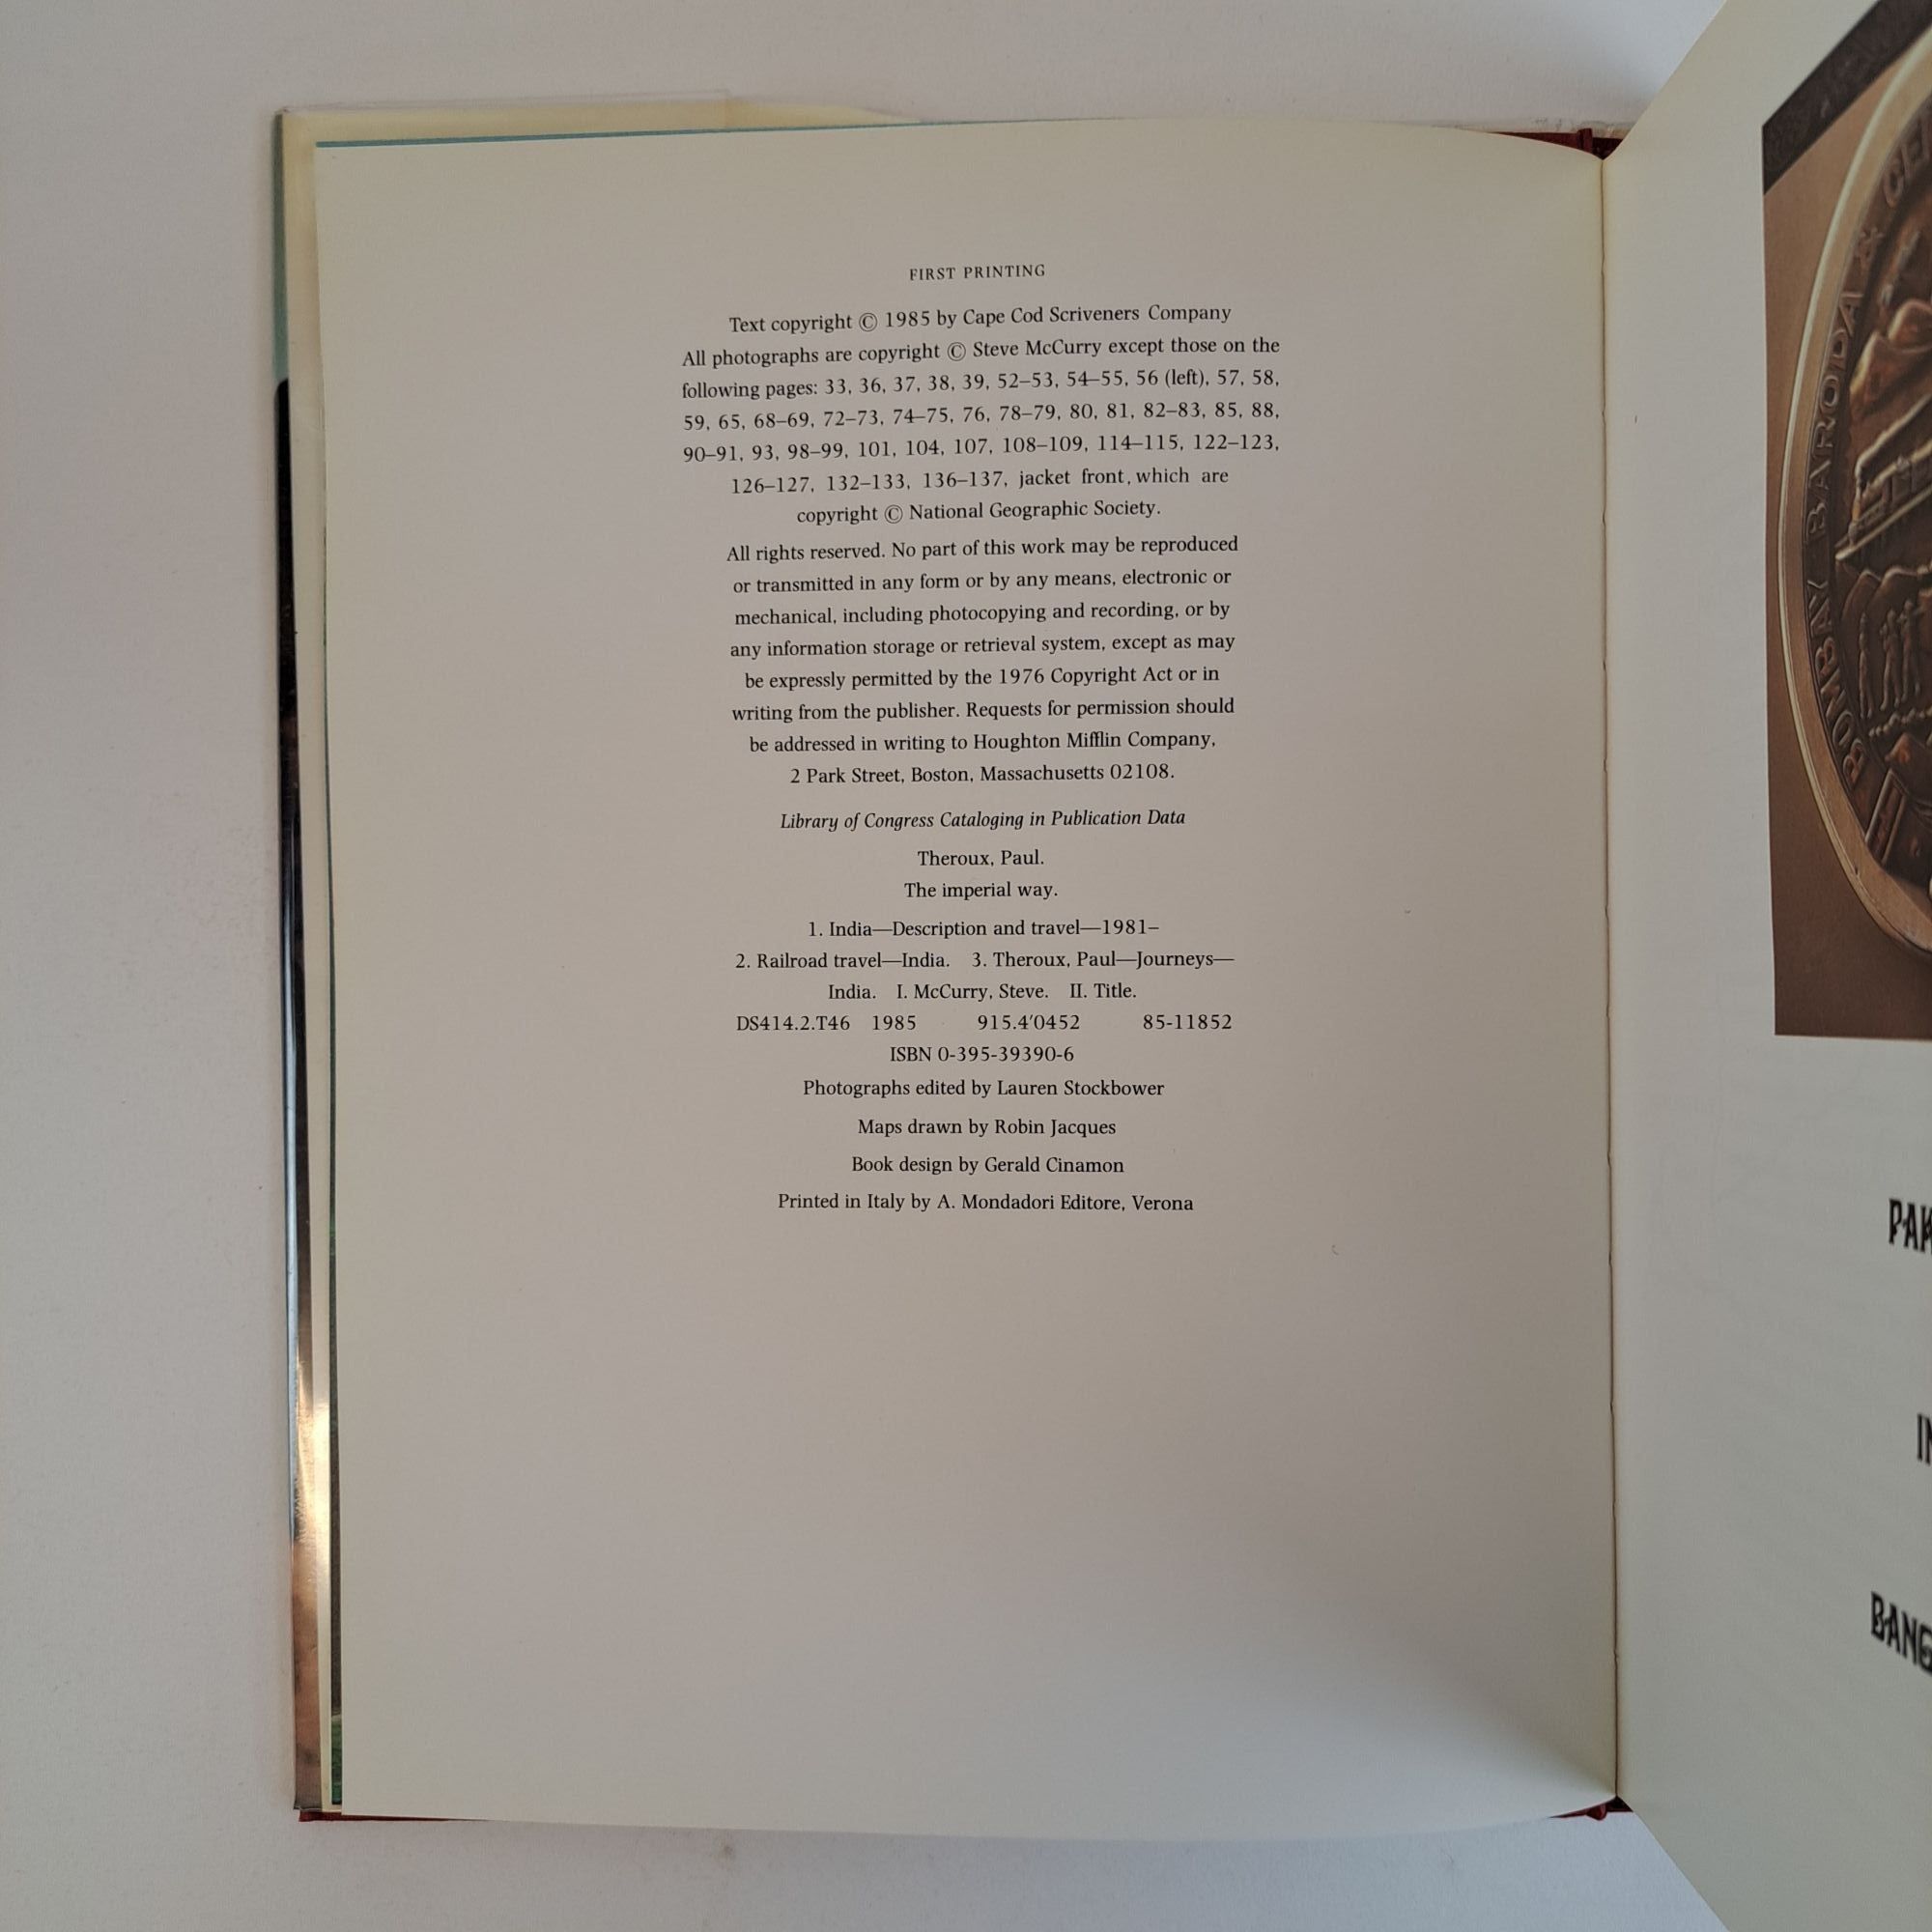 FIRST PRINTING
Text copyright © 1985 by Cape Cod Scriveners Company
All photographs are copyright © Steve McCurry except those on the
following pages: 33, 36, 37, 38, 39, 52–53, 54–55, 56 (left), 57, 58,
59, 65, 68–69, 72–73, 74–75, 76, 78–79, 80, 81, 82–83, 85, 88,
90–91, 93, 98–99, 101, 104, 107, 108–109, 114–115, 122–123,
126–127, 132–133, 136–137, jacket front, which are
copyright © National Geographic Society.
All rights reserved. No part of this work may be reproduced
or transmitted in any form or by any means, electronic or
mechanical, including photocopying and recording, or by
any information storage or retrieval system, except as may
be expressly permitted by the 1976 Copyright Act or in
writing from the publisher. Requests for permission should
be addressed in writing to Houghton Mifflin Company,
2 Park Street, Boston, Massachusetts 02108.
Library of Congress Cataloging in Publication Data
Theroux, Paul.
The imperial way.
1. India—Description and travel—1981–
2. Railroad travel—India. 3. Theroux, Paul—Journeys—
India. I. McCurry, Steve. II. Title.
DS414.2.T46 1985 915.4′0452 85-11852
ISBN 0-395-39390-6
Photographs edited by Lauren Stockbower
Maps drawn by Robin Jacques
Book design by Gerald Cinamon
Printed in Italy by A. Mondadori Editore, Verona
BOMBAY BARODA &